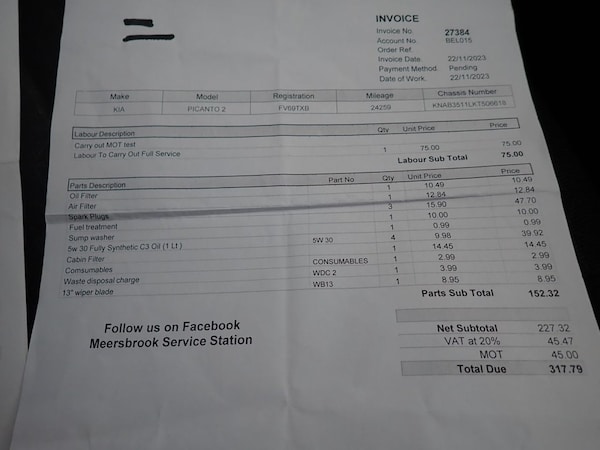 INVOICE
Invoice No. 27384
Account No. BEL015
Order Ref.
Invoice Date. 22/11/2023
Payment Method. Pending
Date of Work. 22/11/2023
Make Model Registration Mileage Chassis Number
KIA PICANTO 2 FV69TXB 24259 KNAB3511LKT506618
Labour Description Qty Unit Price Price
Carry out MOT test
Labour To Carry Out Full Service 1 75.00 75.00
Labour Sub Total 75.00
Parts Description Part No Qty Unit Price Price
Oil Filter 1 10.49 10.49
Air Filter 1 12.84 12.84
Spark Plugs 3 15.90 47.70
Fuel treatment 1 10.00 10.00
Sump washer 1 0.99 0.99
5w 30 Fully Synthetic C3 Oil (1 Lt ) 5W 30 4 9.98 39.92
Cabin Filter 1 14.45 14.45
Comsumables CONSUMABLES 1 2.99 2.99
Waste disposal charge WDC 2 1 3.99 3.99
13" wiper blade WB13 1 8.95 8.95
Parts Sub Total 152.32
Follow us on Facebook
Meersbrook Service Station
Net Subtotal 227.32
VAT at 20% 45.47
MOT 45.00
Total Due 317.79